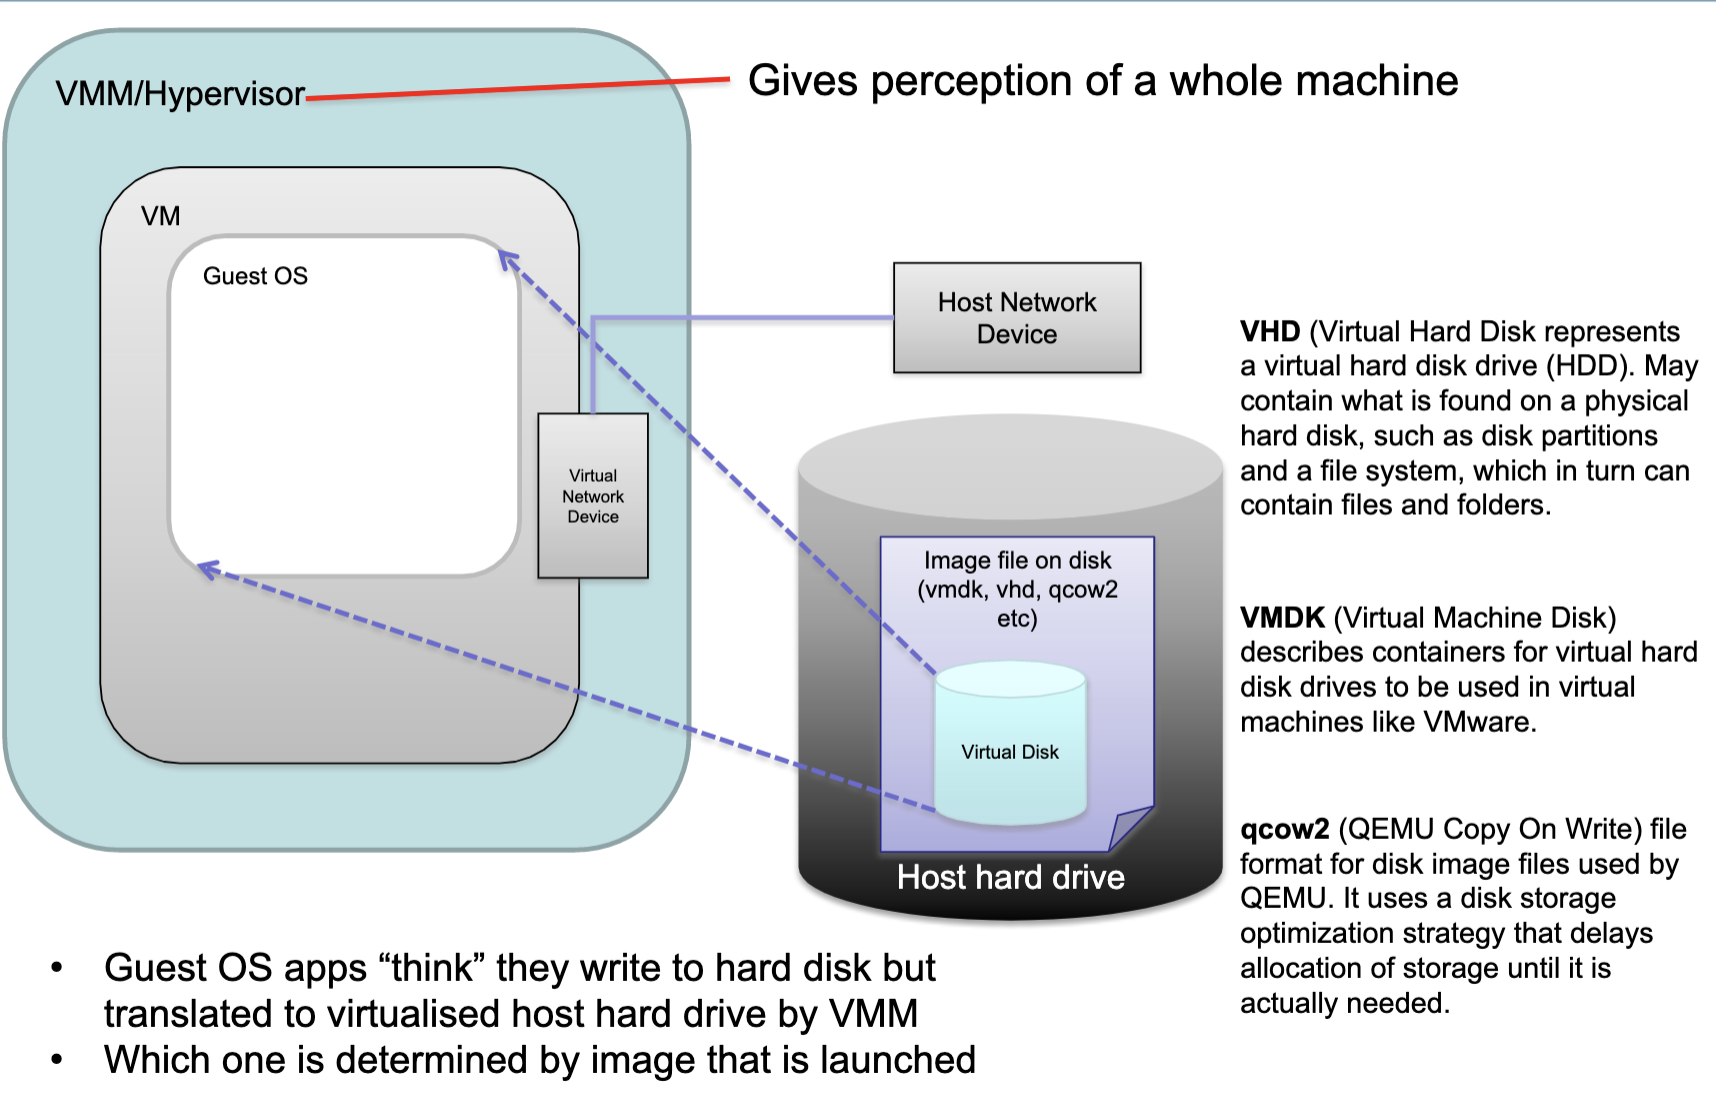 VMM/Hypervisor
Gives perception of a whole machine
VM
Guest OS
Host Network
Device
Virtual
Network
Device
Image file on disk
(vmdk, vhd, qcow2
etc)
Virtual Disk
Host hard drive
VHD (Virtual Hard Disk represents
a virtual hard disk drive (HDD). May
contain what is found on a physical
hard disk, such as disk partitions
and a file system, which in turn can
contain files and folders.
VMDK (Virtual Machine Disk)
describes containers for virtual hard
disk drives to be used in virtual
machines like VMware.
qcow2 (QEMU Copy On Write) file
format for disk image files used by
QEMU. It uses a disk storage
optimization strategy that delays
allocation of storage until it is
actually needed.
• Guest OS apps “think” they write to hard disk but
translated to virtualised host hard drive by VMM
• Which one is determined by image that is launched